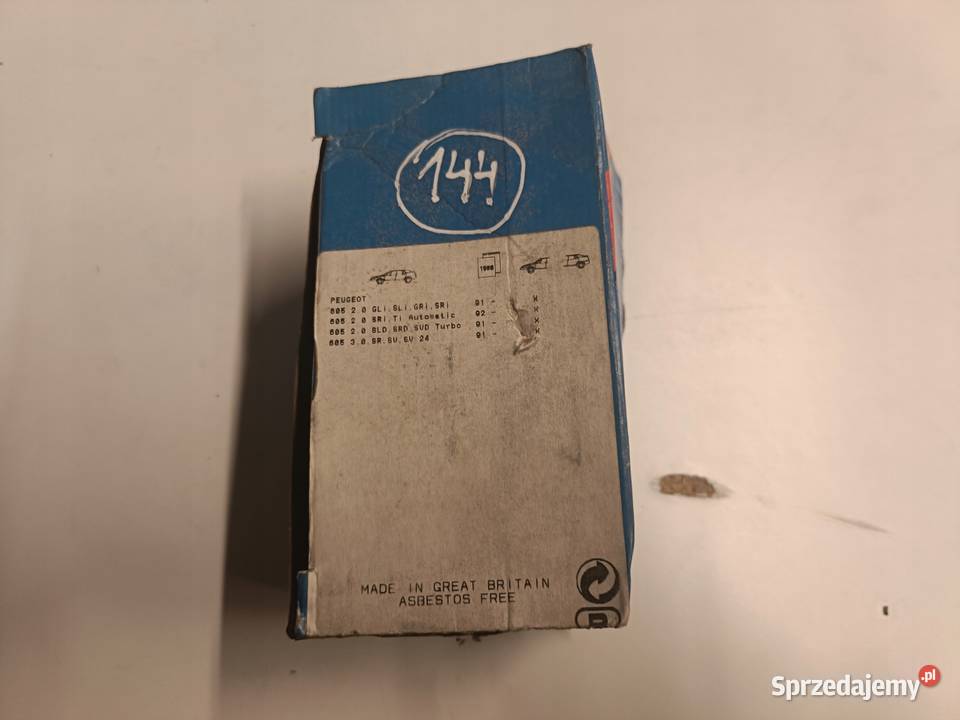 144
1998
PEUGEOT
605 2.0 GLi.SLi.GRi.SRi 91 - X
605 2.0 SRi.Ti Automatic 92 - X
605 2.0 SLD.SRD.SVD Turbo 91 - X
605 3.0.SR.SV.SV 24 91 - X
MADE IN GREAT BRITAIN
ASBESTOS FREE
Sprzedajemy.pl